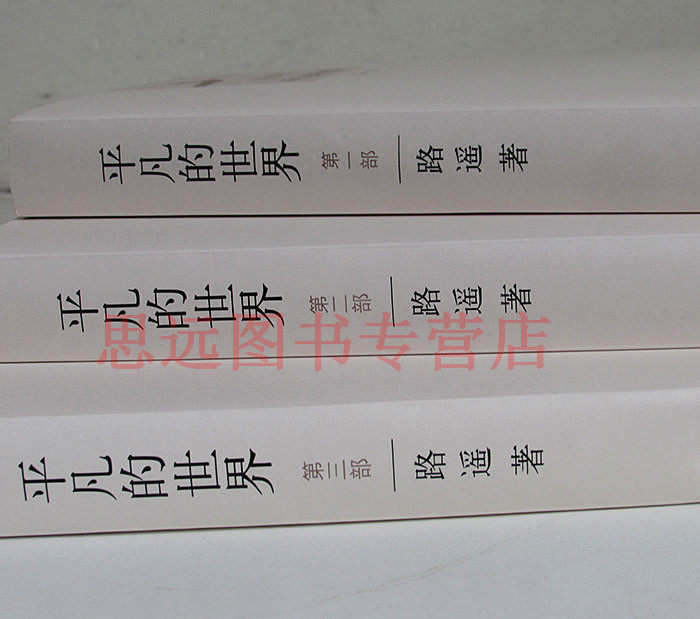 平凡的世界 第一部 路遥 著
平凡的世界 第二部 路遥 著
思远图书专营店
平凡的世界 第三部 路遥 著